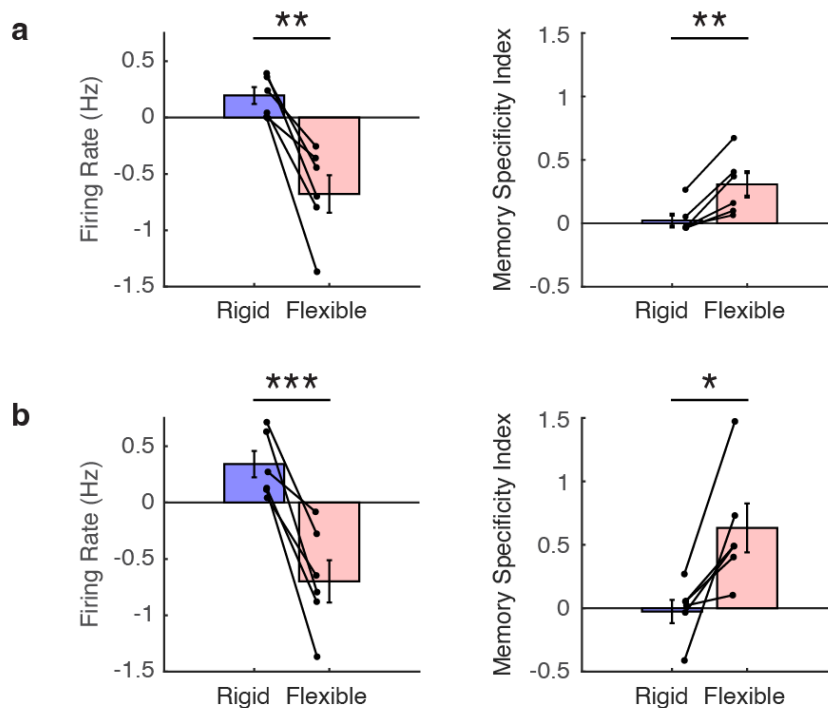 a
**
Firing Rate (Hz)
0.5
0
-0.5
-1
-1.5
Rigid Flexible
**
Memory Specificity Index
1.5
1
0.5
0
-0.5
Rigid Flexible
b
***
Firing Rate (Hz)
0.5
0
-0.5
-1
-1.5
Rigid Flexible
*
Memory Specificity Index
1.5
1
0.5
0
-0.5
Rigid Flexible